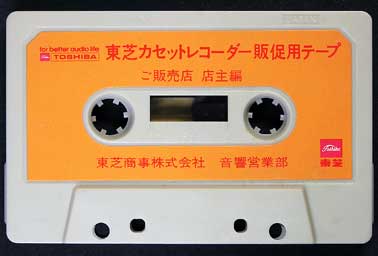 JAPAN
for better audio life
TOSHIBA
東芝カセットレコーダー販促用テープ
ご販売店 店主編
東芝商事株式会社 音響営業部
Toshiba
東芝